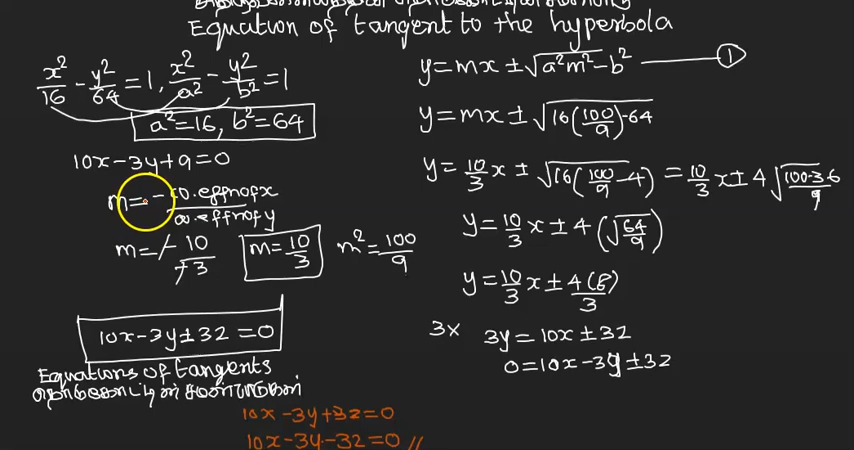 Equation of tangent to the hyperbola
x²/16 - y²/64 = 1, x²/a² - y²/b² = 1
a² = 16, b² = 64
10x - 3y + 9 = 0
m = - co.effnofx / co.effnofy
m = - 10/-3 m = 10/3 m² = 100/9
10x - 3y ± 32 = 0
Equations of tangents
y = mx ± √(a²m² - b²) ①
y = mx ± √(16(100/9) - 64)
y = 10/3 x ± √(16(100/9 - 4)) = 10/3 x ± 4 √((100-36)/9)
y = 10/3 x ± 4 (√(64/9))
y = 10/3 x ± 4(8)/3
3x 3y = 10x ± 32
0 = 10x - 3y ± 32
10x - 3y + 32 = 0
10x - 3y - 32 = 0 //